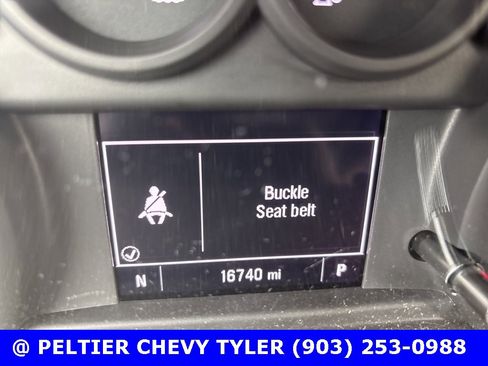 Buckle
Seat belt
N 16740 mi P
@ PELTIER CHEVY TYLER (903) 253-0988